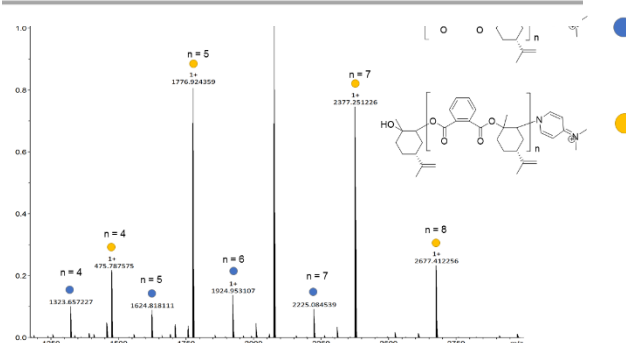 1.0
n = 5
1776.924359
1+
O O
n
n = 7
1+
2377.251226
0.8
HO
O
O
O
O
N
N
n
0.6
0.4
n = 4
1+
475.787575
n = 6
1+
1924.953107
n = 8
1+
2677.412256
n = 4
1323.657227
n = 5
1624.818111
n = 7
2225.084539
0.2
0.0